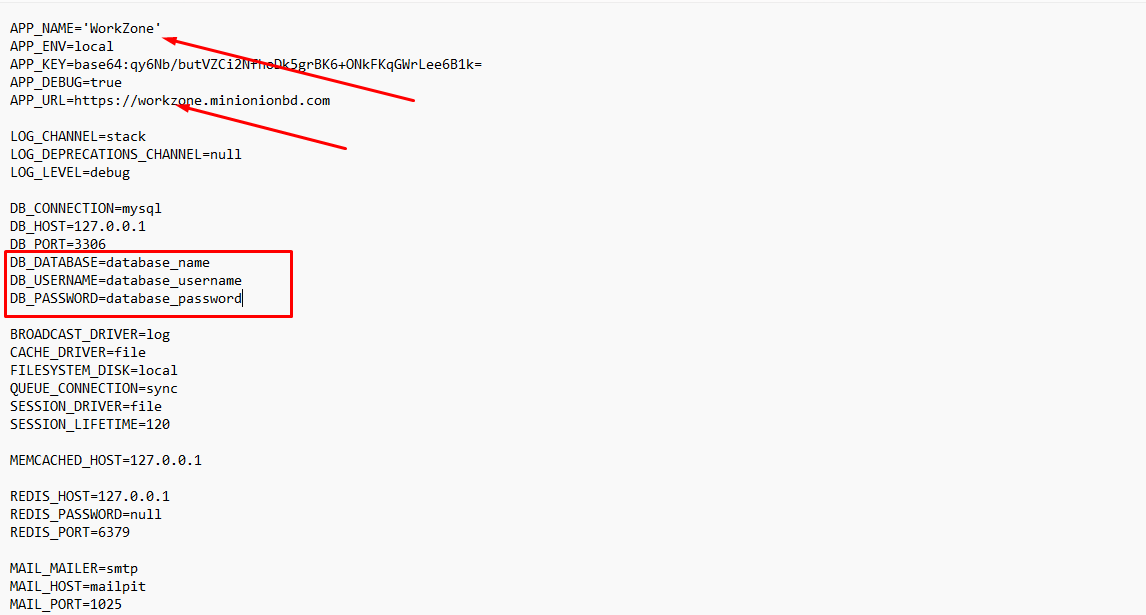 APP_NAME='WorkZone'
APP_ENV=local
APP_KEY=base64:qy6Nb/butVZCi2NfhoDk5grBK6+ONkFKqGWrLee6B1k=
APP_DEBUG=true
APP_URL=https://workzone.minionionbd.com
LOG_CHANNEL=stack
LOG_DEPRECATIONS_CHANNEL=null
LOG_LEVEL=debug
DB_CONNECTION=mysql
DB_HOST=127.0.0.1
DB_PORT=3306
DB_DATABASE=database_name
DB_USERNAME=database_username
DB_PASSWORD=database_password
BROADCAST_DRIVER=log
CACHE_DRIVER=file
FILESYSTEM_DISK=local
QUEUE_CONNECTION=sync
SESSION_DRIVER=file
SESSION_LIFETIME=120
MEMCACHED_HOST=127.0.0.1
REDIS_HOST=127.0.0.1
REDIS_PASSWORD=null
REDIS_PORT=6379
MAIL_MAILER=smtp
MAIL_HOST=mailpit
MAIL_PORT=1025